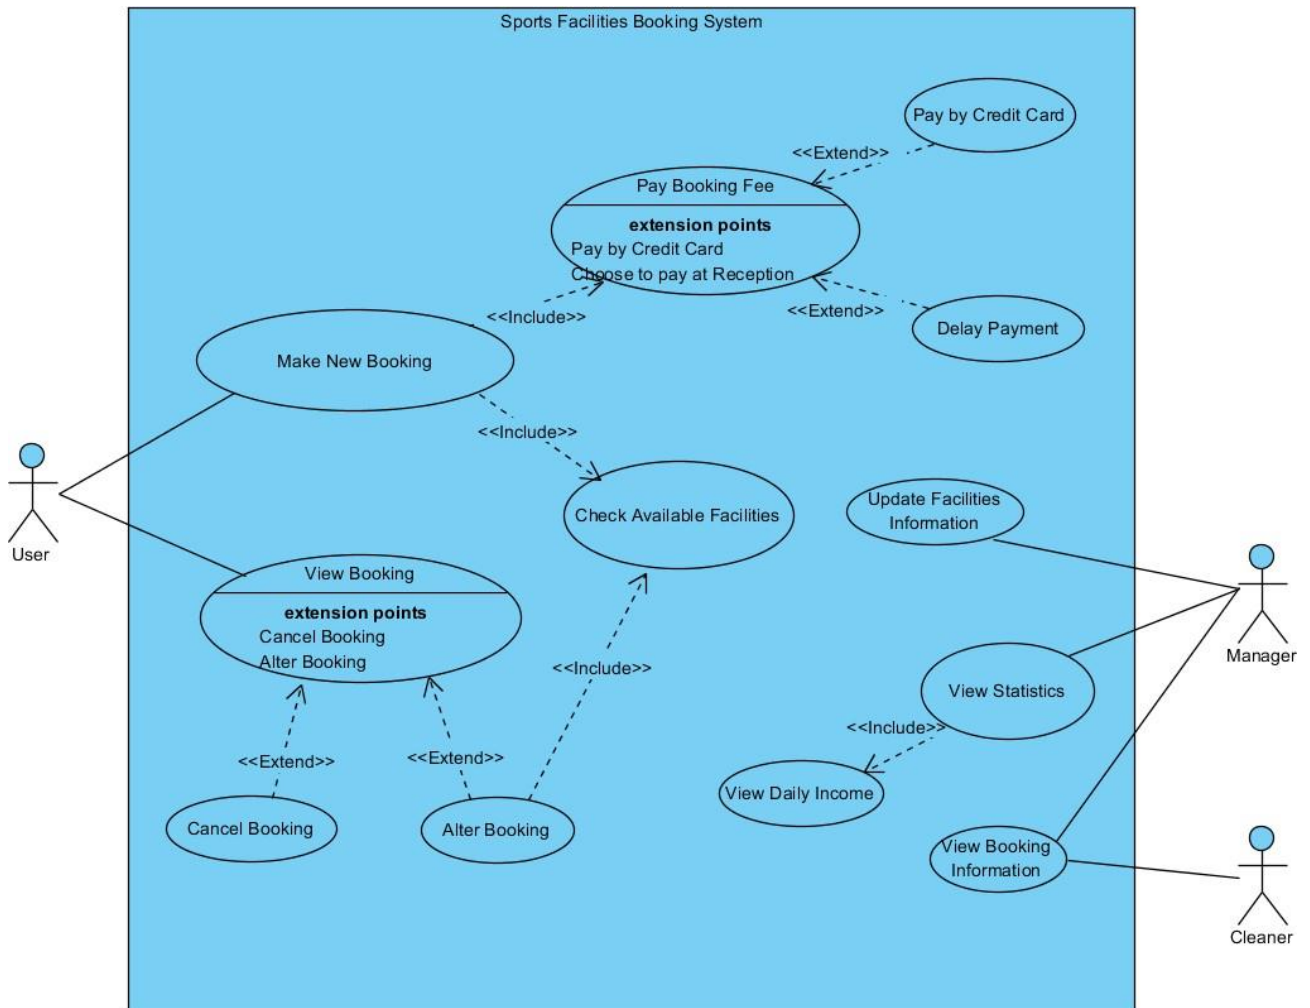 Sports Facilities Booking System
Pay by Credit Card
<<Extend>>
Pay Booking Fee
extension points
Pay by Credit Card
Choose to pay at Reception
<<Extend>>
Delay Payment
<<Include>>
Make New Booking
<<Include>>
Check Available Facilities
Update Facilities
Information
User
View Booking
extension points
Cancel Booking
Alter Booking
<<Include>>
Manager
View Statistics
<<Include>>
<<Extend>>
<<Extend>>
View Daily Income
Cancel Booking
Alter Booking
View Booking
Information
Cleaner